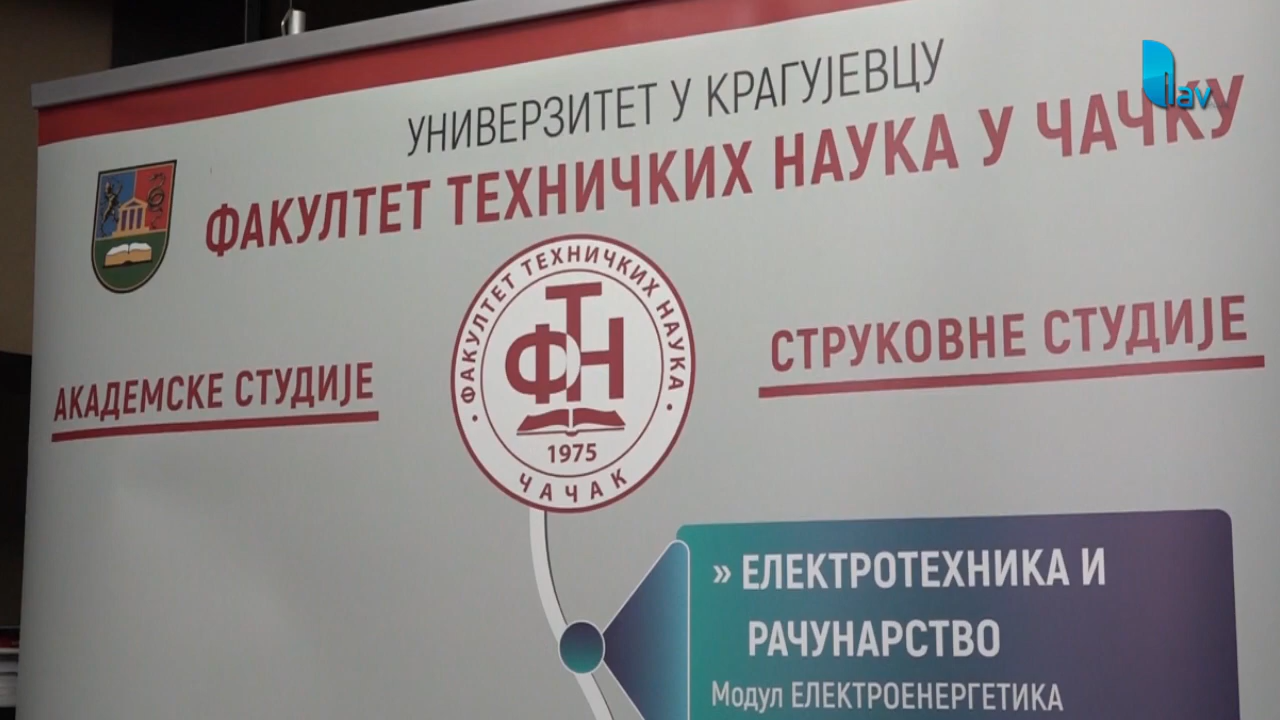 УНИВЕРЗИТЕТ У КРАГУЈЕВЦУ
ФАКУЛТЕТ ТЕХНИЧКИХ НАУКА У ЧАЧКУ
lav
АКАДЕМСКЕ СТУДИЈЕ
• ФАКУЛТЕТ ТЕХНИЧКИХ НАУКА •
ФТН
1975
ЧАЧАК
СТРУКОВНЕ СТУДИЈЕ
» ЕЛЕКТРОТЕХНИКА И
РАЧУНАРСТВО
Модул ЕЛЕКТРОЕНЕРГЕТИКА